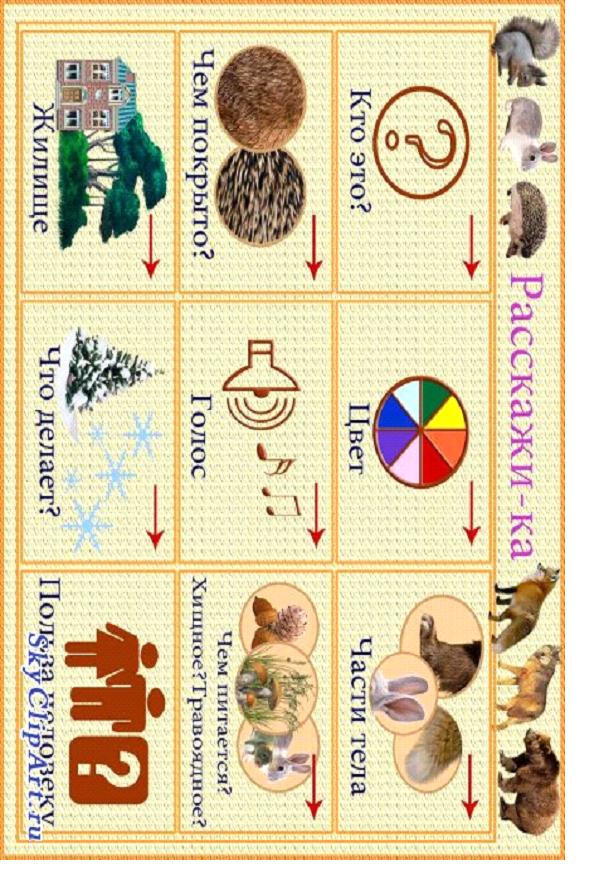 Расскажи-ка
Кто это?
Цвет
Части тела
Чем покрыто?
Голос
Чем питается?
Хищное?Травоядное?
Жилище
Что делает?
Польза человеку
SkyClipArt.ru